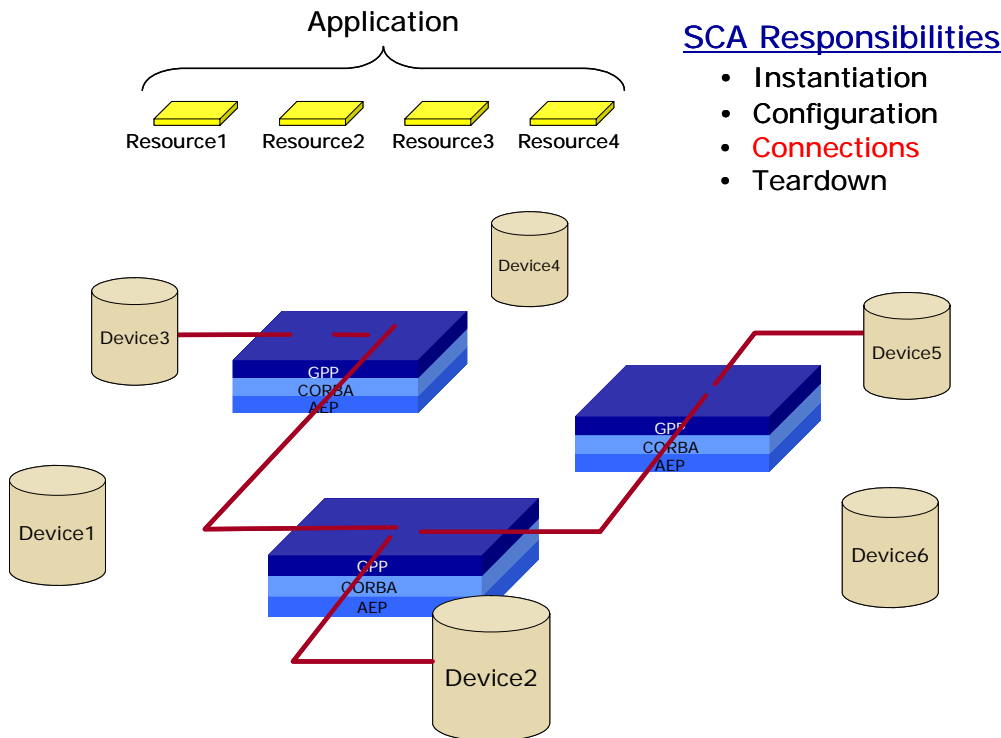 Application
SCA Responsibilities
• Instantiation
• Configuration
• Connections
• Teardown
Resource1
Resource2
Resource3
Resource4
Device4
Device3
Device5
GPP
CORBA
AEP
GPP
CORBA
AEP
Device1
Device6
GPP
CORBA
AEP
Device2